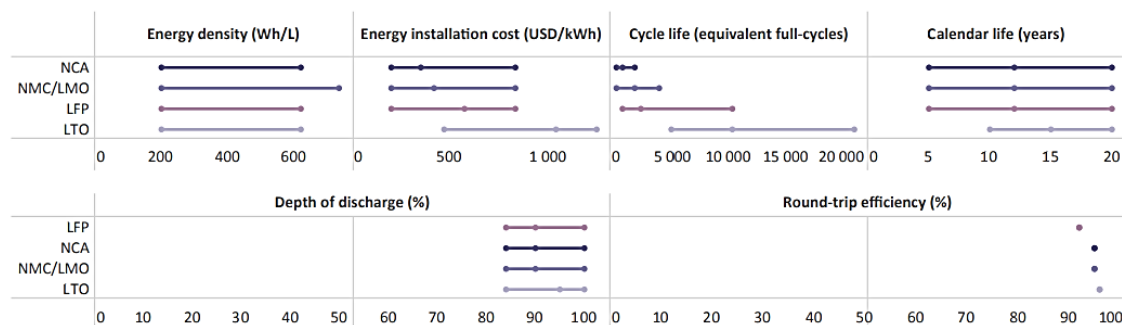 Energy density (Wh/L) Energy installation cost (USD/kWh) Cycle life (equivalent full-cycles) Calendar life (years)
NCA
NMC/LMO
LFP
LTO
0 200 400 600 500 1 000 0 5 000 10 000 15 000 20 000 0 5 10 15 20
Depth of discharge (%) Round-trip efficiency (%)
LFP
NCA
NMC/LMO
LTO
0 10 20 30 40 50 60 70 80 90 100 0 10 20 30 40 50 60 70 80 90 100